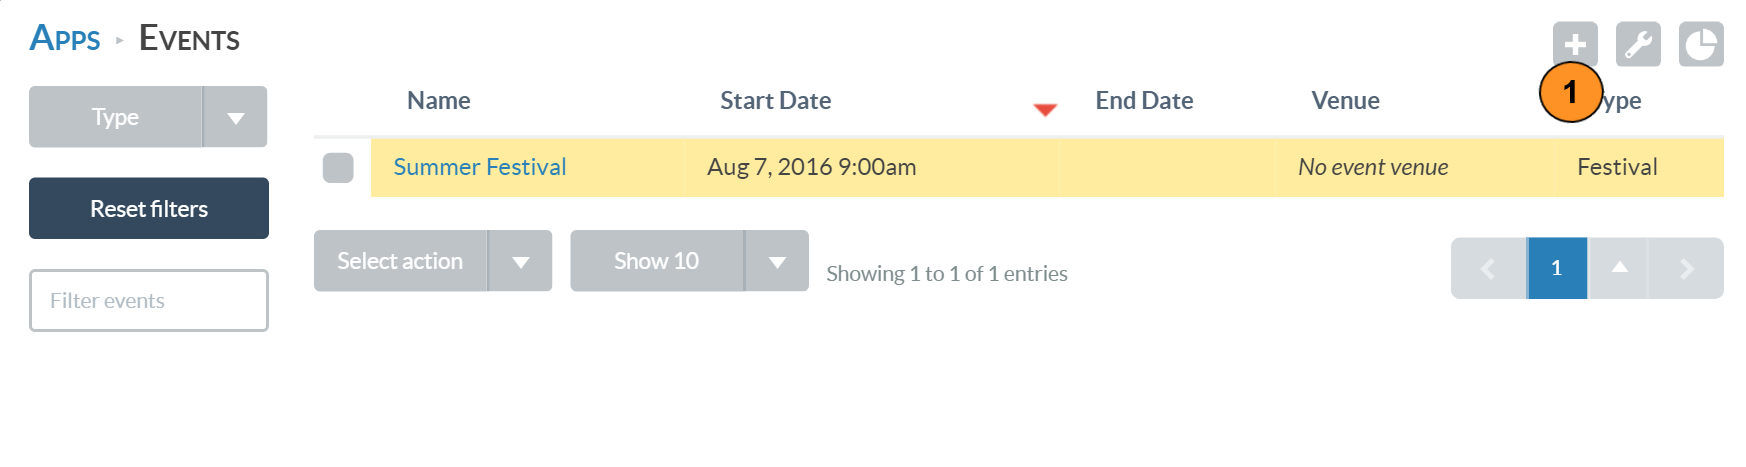 Apps ▸ Events
Type
Reset filters
Filter events
Name Start Date End Date Venue ype
1
Summer Festival Aug 7, 2016 9:00am No event venue Festival
Select action Show 10 Showing 1 to 1 of 1 entries 1